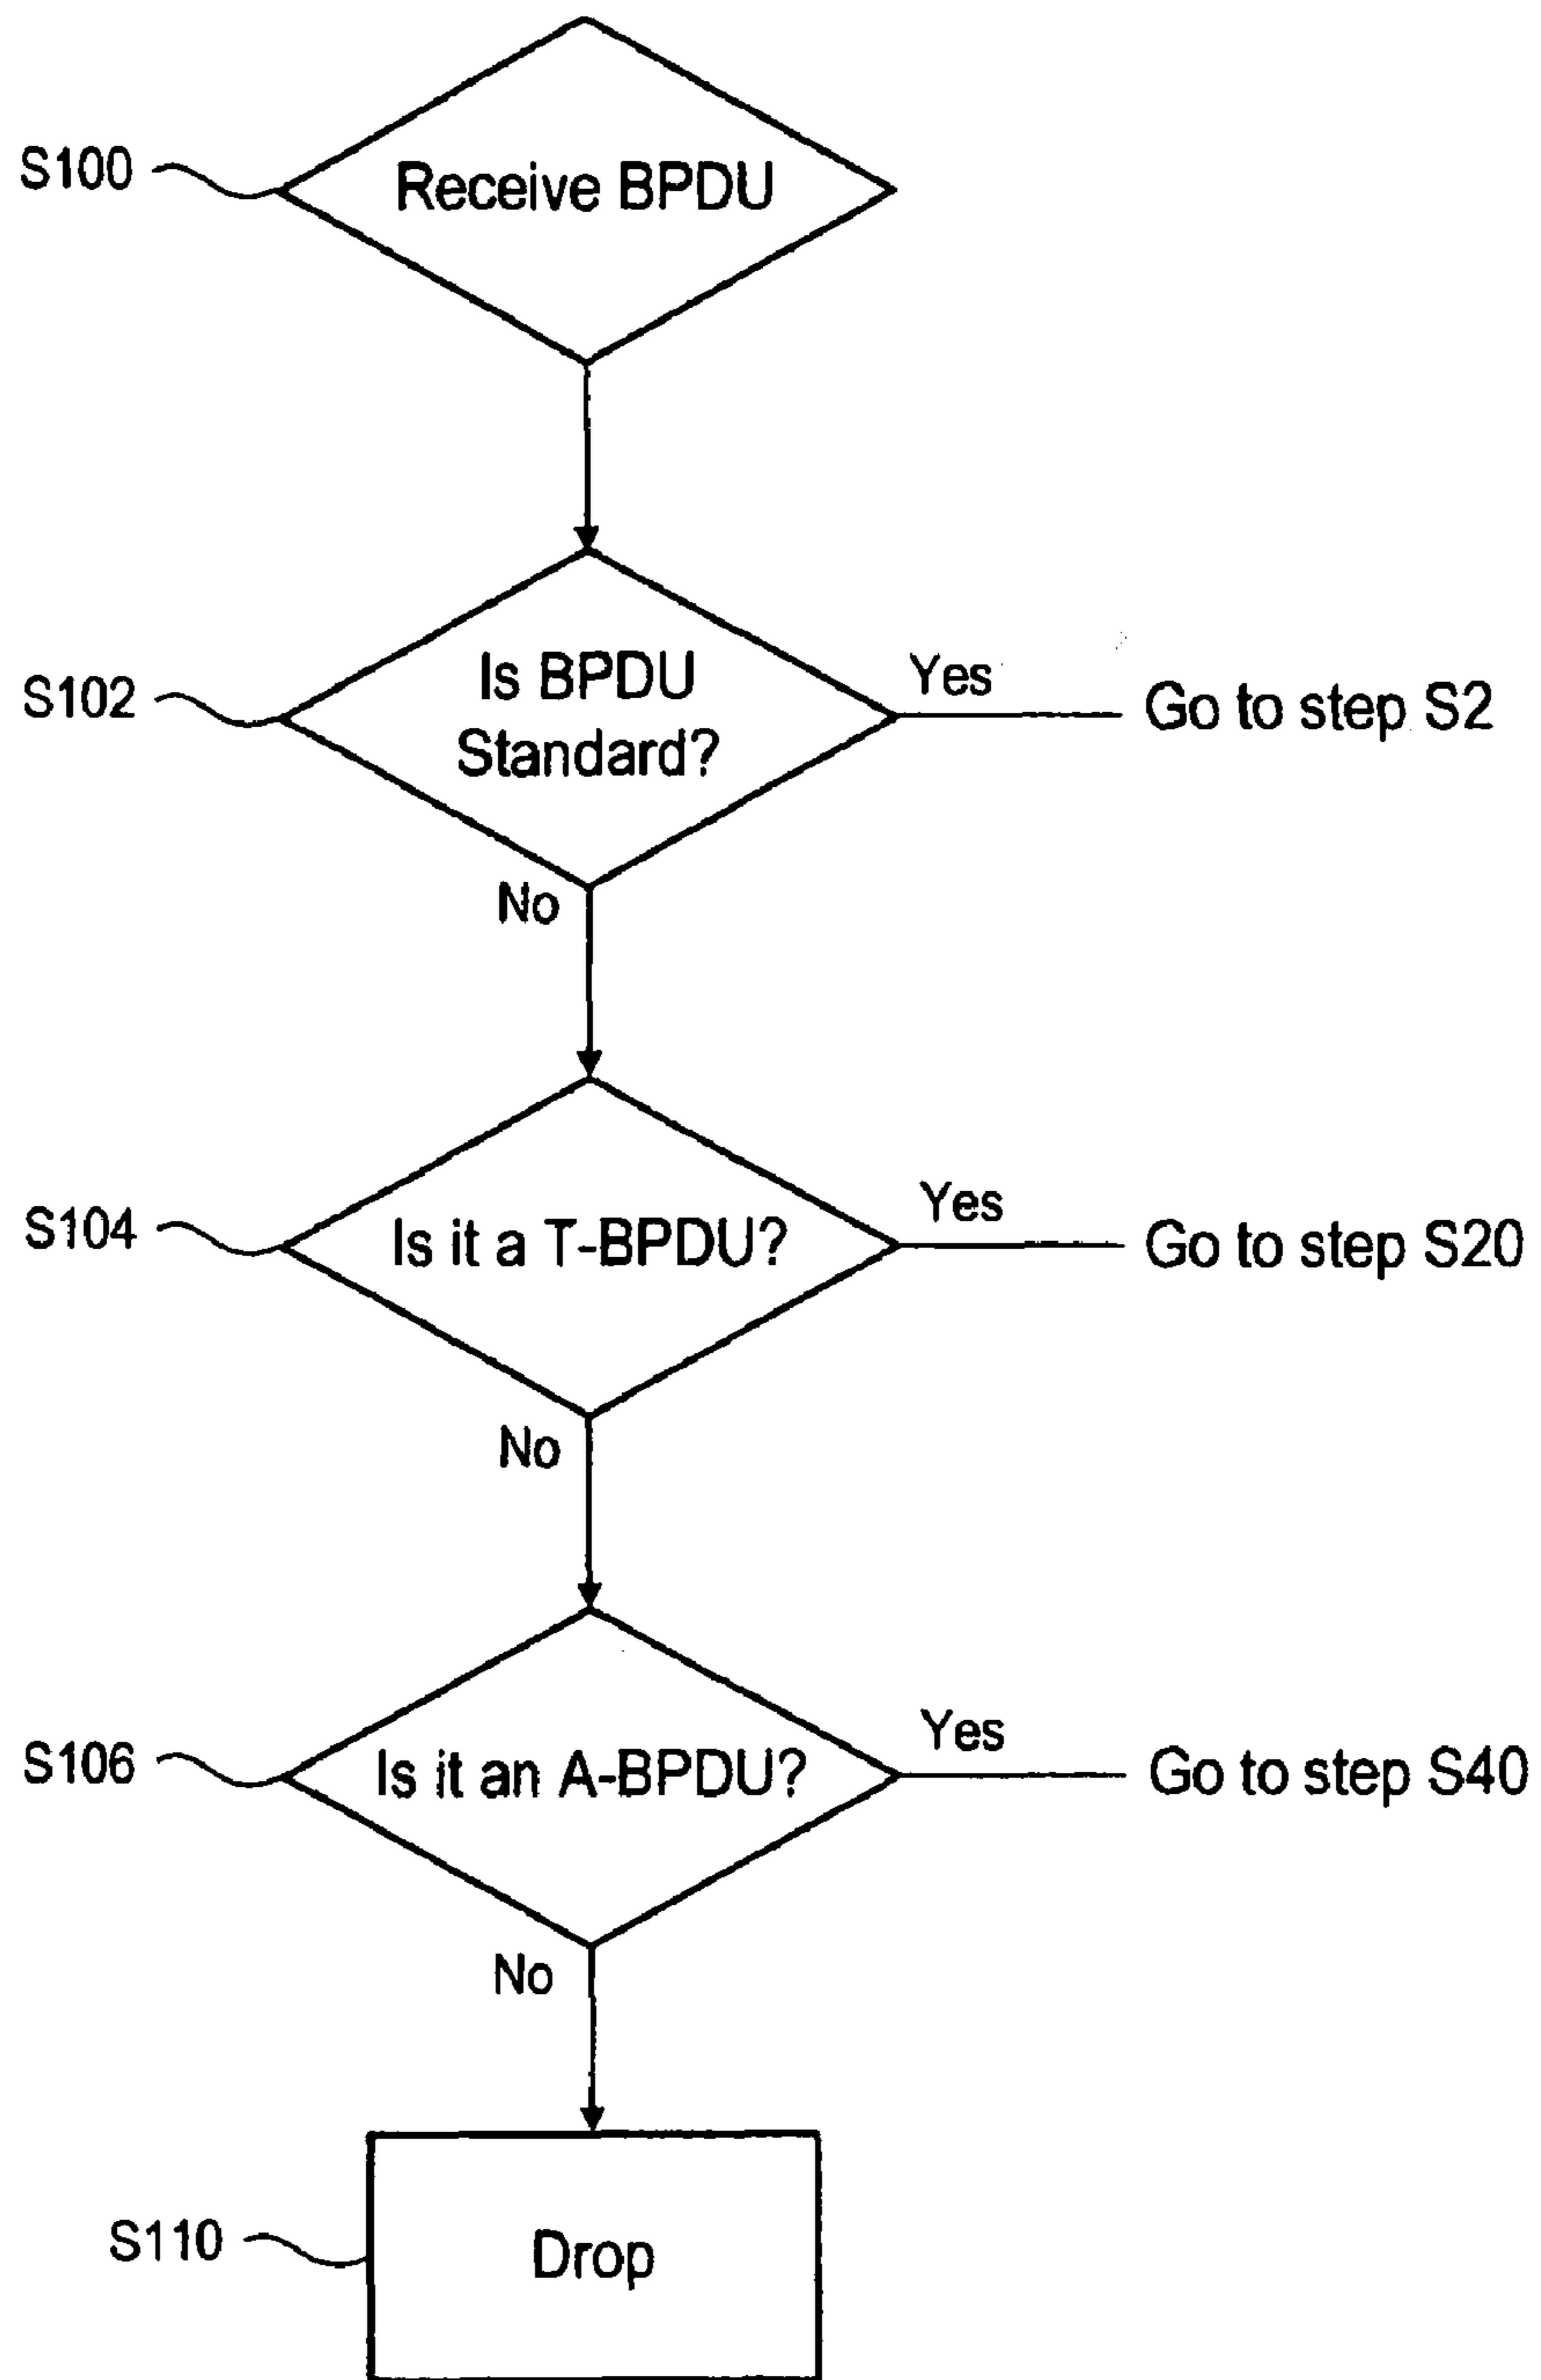 S100
Receive BPDU
S102
Is BPDU
Standard?
Yes
Go to step S2
No
S104
Is it a T-BPDU?
Yes
Go to step S20
No
S106
Is it an A-BPDU?
Yes
Go to step S40
No
S110
Drop